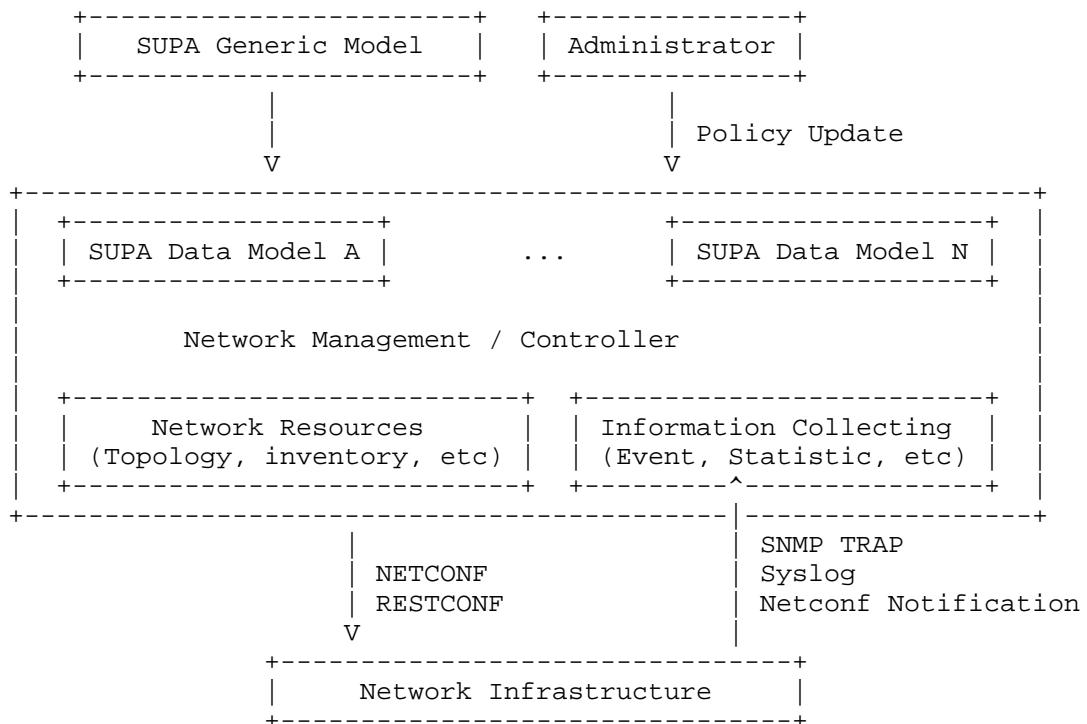 SUPA Generic Model Administrator
Policy Update
V V
SUPA Data Model A ... SUPA Data Model N
Network Management / Controller
Network Resources Information Collecting
(Topology, inventory, etc) (Event, Statistic, etc)
SNMP TRAP
NETCONF Syslog
RESTCONF Netconf Notification
V
Network Infrastructure